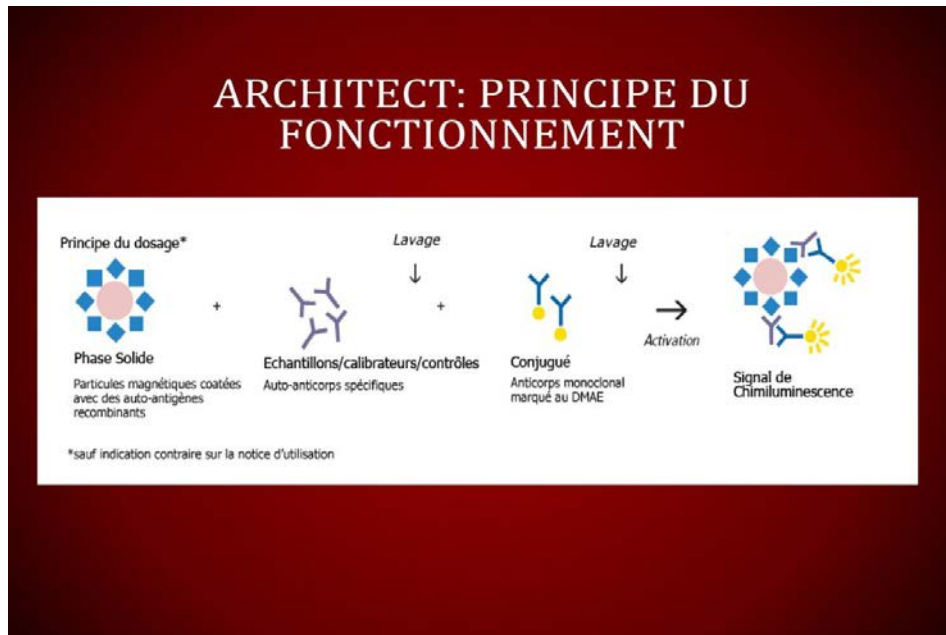 ARCHITECT: PRINCIPE DU
FONCTIONNEMENT
Principe du dosage*
Lavage
Lavage
+
+
Activation
Phase Solide
Particules magnétiques coatées
avec des auto-antigènes
recombinants
Echantillons/calibrateurs/contrôles
Auto-anticorps spécifiques
Conjugué
Anticorps monoclonal
marqué au DMAE
Signal de
Chimiluminescence
*sauf indication contraire sur la notice d'utilisation